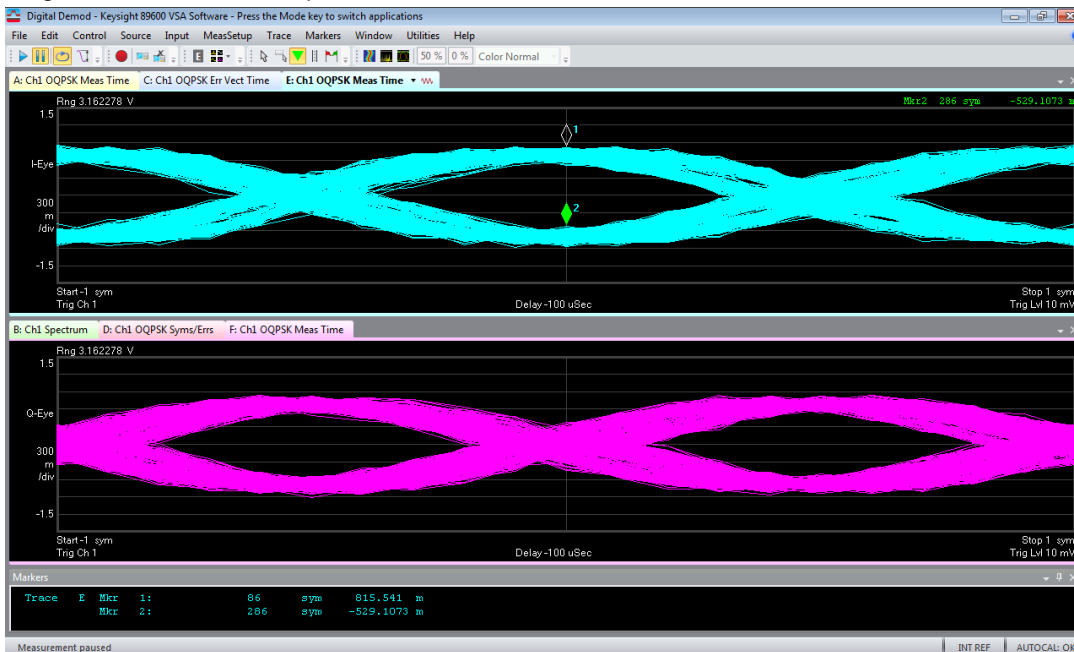 Digital Demod - Keysight 89600 VSA Software - Press the Mode key to switch applications
File Edit Control Source Input MeasSetup Trace Markers Window Utilities Help
E 50 % 0 % Color Normal
A: Ch1 OQPSK Meas Time C: Ch1 OQPSK Err Vect Time E: Ch1 OQPSK Meas Time
Rng 3.162278 V Mkr2 286 sym -529.1073 m
1.5
1
I-Eye
300
m
/div
2
-1.5
Start-1 sym Stop 1 sym
Trig Ch 1 Delay-100 uSec Trig Lvl 10 mV
B: Ch1 Spectrum D: Ch1 OQPSK Syms/Errs F: Ch1 OQPSK Meas Time
Rng 3.162278 V
1.5
Q-Eye
300
m
/div
-1.5
Start-1 sym Stop 1 sym
Trig Ch 1 Delay-100 uSec Trig Lvl 10 mV
Markers
Trace E Mkr 1: 86 sym 815.541 m
Mkr 2: 286 sym -529.1073 m
Measurement paused INT REF AUTOCAL: OK